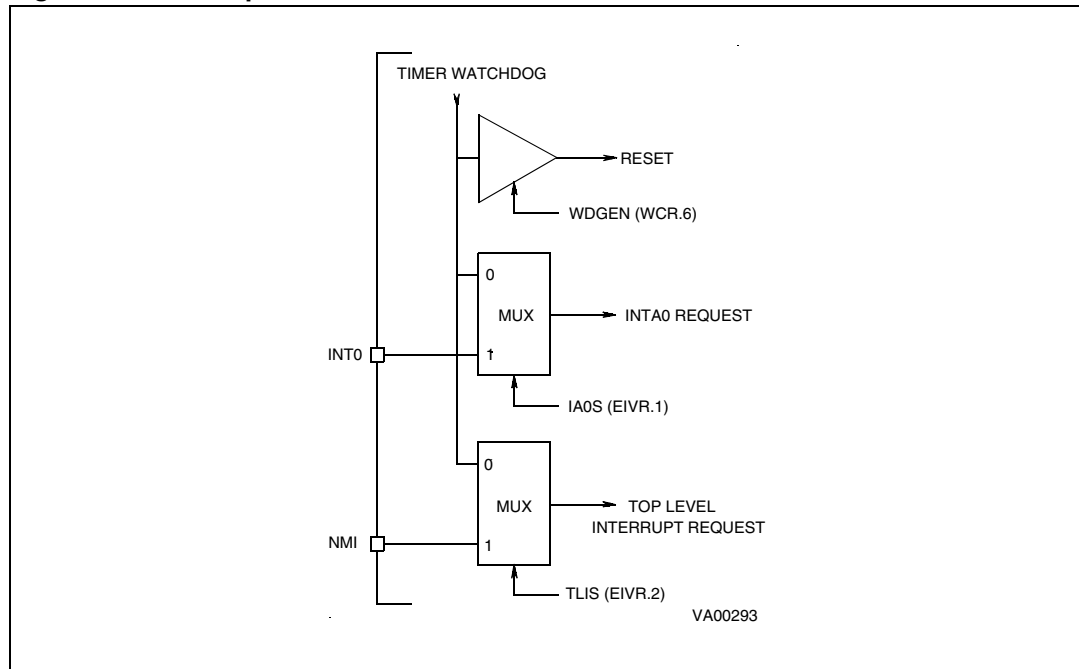 TIMER WATCHDOG
RESET
WDGEN (WCR.6)
0
MUX
INTA0 REQUEST
INT0
1
IA0S (EIVR.1)
0
MUX
TOP LEVEL
INTERRUPT REQUEST
NMI
1
TLIS (EIVR.2)
VA00293